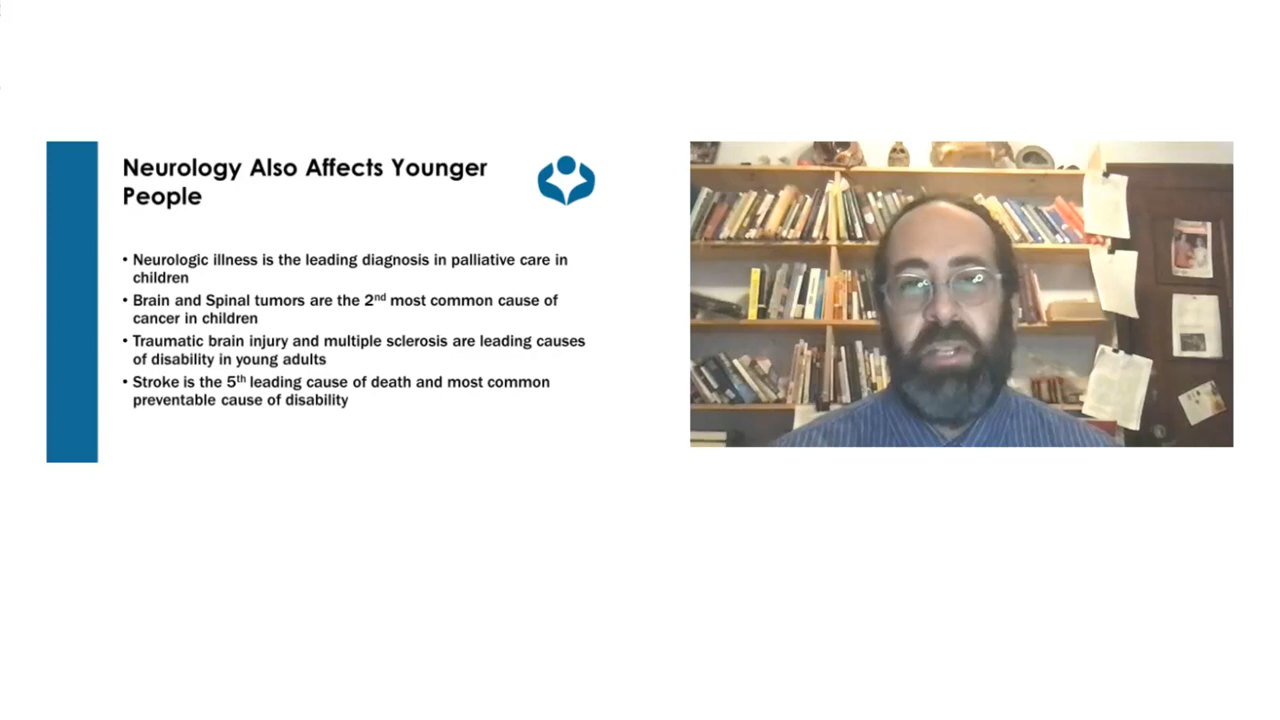 Neurology Also Affects Younger
People
• Neurologic illness is the leading diagnosis in palliative care in
children
• Brain and Spinal tumors are the 2nd most common cause of
cancer in children
• Traumatic brain injury and multiple sclerosis are leading causes
of disability in young adults
• Stroke is the 5th leading cause of death and most common
preventable cause of disability